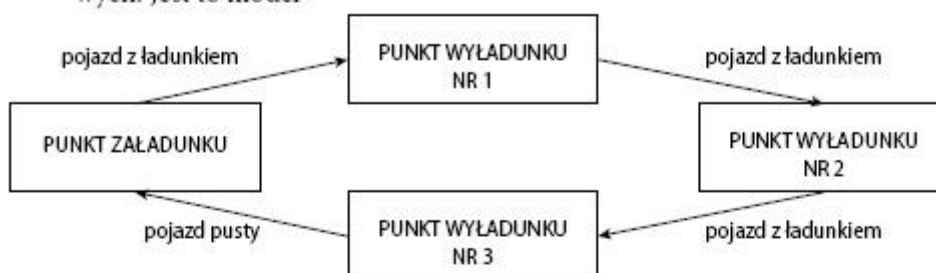 pojazd z ładunkiem
PUNKT WYŁADUNKU
NR 1
pojazd z ładunkiem
PUNKT ZAŁADUNKU
PUNKT WYŁADUNKU
NR 2
pojazd pusty
PUNKT WYŁADUNKU
NR 3
pojazd z ładunkiem